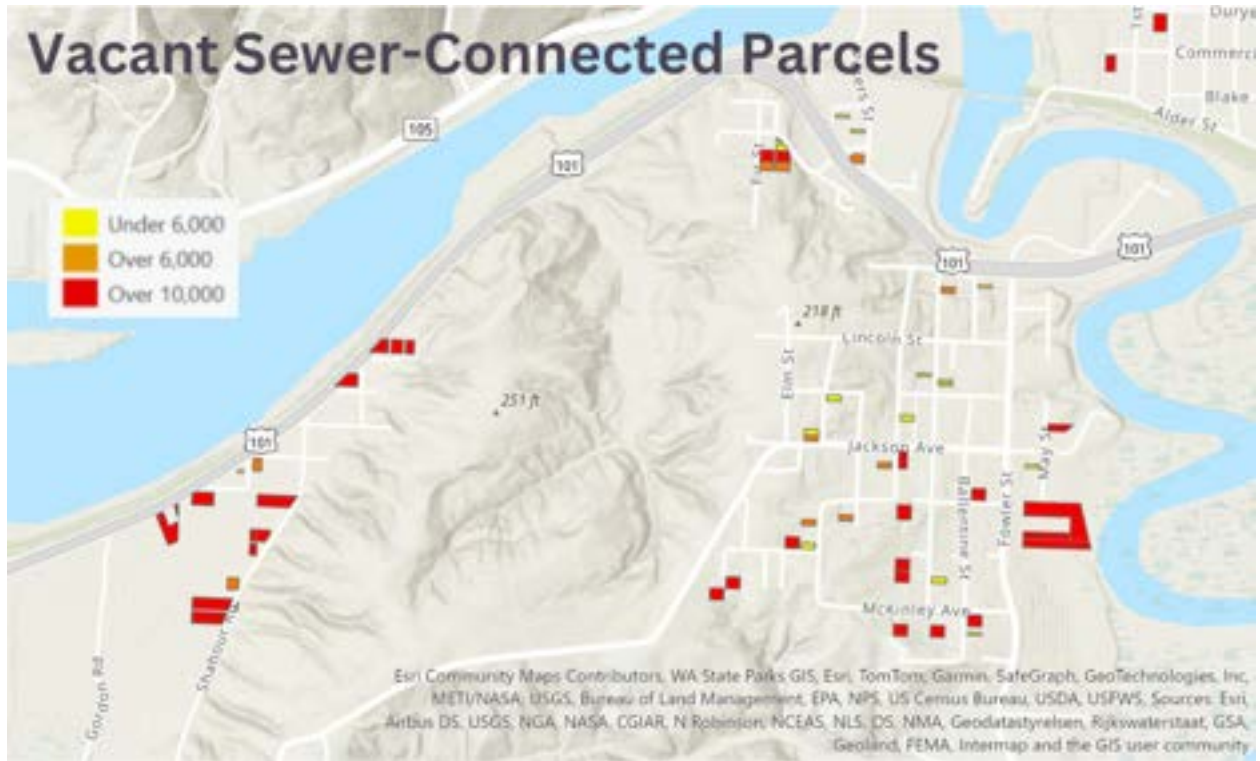 Vacant Sewer-Connected Parcels
Under 6,000
Over 6,000
Over 10,000
105
101
101
101
101
1st
Commerci
Blake
Alder St
218 ft
251 ft
Lincoln St
Elm St
Jackson Ave
May St
Fowler St
Ballentine St
McKinley Ave
Gordon Rd
Esri Community Maps Contributors, WA State Parks GIS, Esri, TomTom, Garmin, SafeGraph, GeoTechnologies, Inc,
METI/NASA, USGS, Bureau of Land Management, EPA, NPS, US Census Bureau, USDA, USFWS, Sources: Esri,
Airbus DS, USGS, NGA, NASA, CGIAR, N Robinson, NCEAS, NLS, OS, NMA, Geodatastyrelsen, Rijkswaterstaat, GSA,
Geoland, FEMA, Intermap and the GIS user community